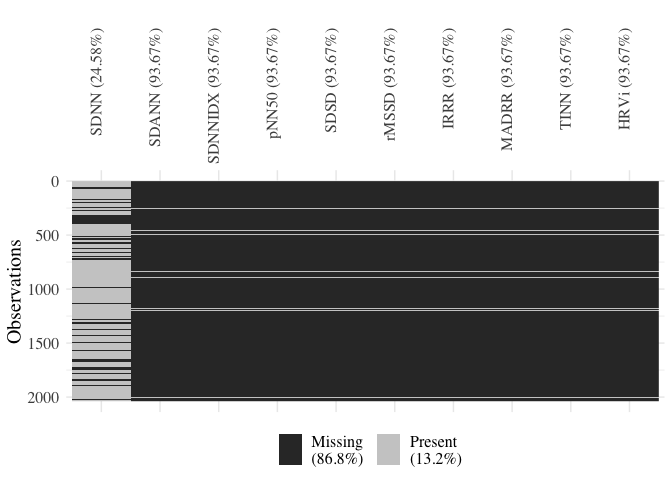 SDNN (24.58%)
SDANN (93.67%)
SDNNIDX (93.67%)
pNN50 (93.67%)
SDSD (93.67%)
rMSSD (93.67%)
IRRR (93.67%)
MADRR (93.67%)
TINN (93.67%)
HRVi (93.67%)
Observations
0
500
1000
1500
2000
Missing
(86.8%)
Present
(13.2%)